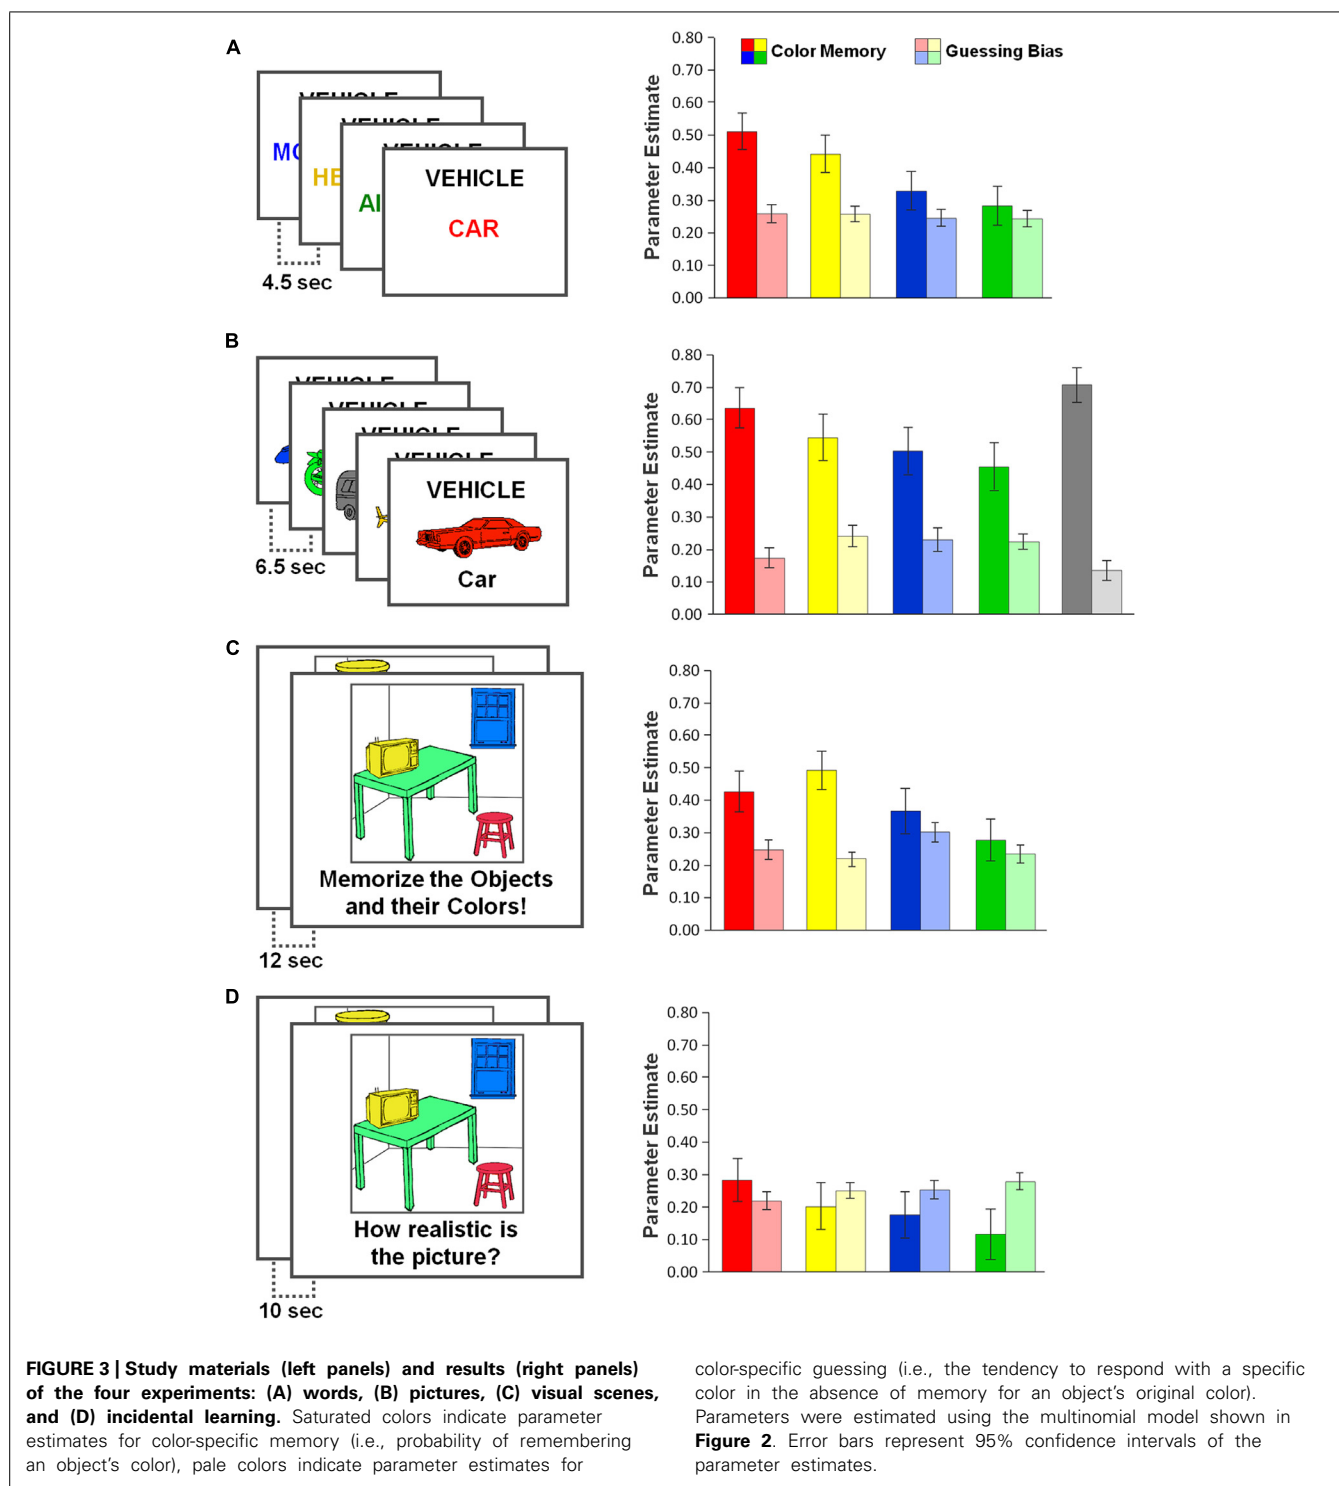 A
VEHICLE
MO
VEHICLE
HE
VEHICLE
AI
VEHICLE
CAR
4.5 sec
0.80
0.70
0.60
0.50
0.40
0.30
0.20
0.10
0.00
Parameter Estimate
Color Memory
Guessing Bias
B
VEHICLE
VEHICLE
VEHICLE
VEHICLE
VEHICLE
Car
6.5 sec
0.80
0.70
0.60
0.50
0.40
0.30
0.20
0.10
0.00
Parameter Estimate
C
Memorize the Objects
and their Colors!
12 sec
0.80
0.70
0.60
0.50
0.40
0.30
0.20
0.10
0.00
Parameter Estimate
D
How realistic is
the picture?
10 sec
0.80
0.70
0.60
0.50
0.40
0.30
0.20
0.10
0.00
Parameter Estimate
FIGURE 3 | Study materials (left panels) and results (right panels)
of the four experiments: (A) words, (B) pictures, (C) visual scenes,
and (D) incidental learning. Saturated colors indicate parameter
estimates for color-specific memory (i.e., probability of remembering
an object's color), pale colors indicate parameter estimates for
color-specific guessing (i.e., the tendency to respond with a specific
color in the absence of memory for an object's original color).
Parameters were estimated using the multinomial model shown in
Figure 2. Error bars represent 95% confidence intervals of the
parameter estimates.